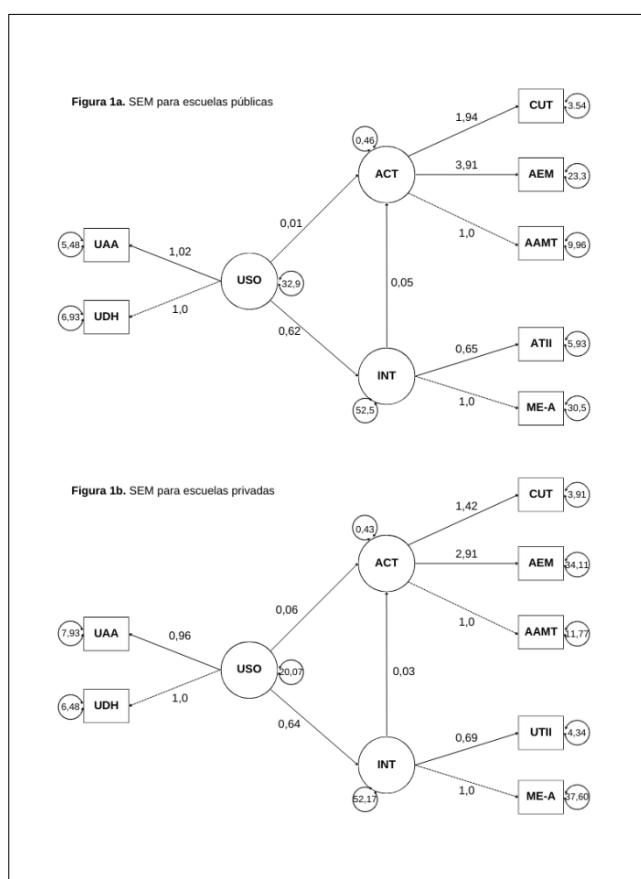 Figura 1a. SEM para escuelas públicas
CUT
3.54
1,94
0,46
ACT
3,91
AEM
23,3
0,01
1,0
AAMT
9,96
5,48
UAA
1,02
USO
32,9
0,05
6,93
UDH
1,0
0,62
0,65
ATII
5,93
INT
1,0
52,5
ME-A
30,5
Figura 1b. SEM para escuelas privadas
CUT
3,91
1,42
0,43
ACT
2,91
AEM
34,11
0,06
1,0
AAMT
11,77
7,93
UAA
0,96
USO
20,07
0,03
6,48
UDH
1,0
0,64
0,69
UTII
4,34
INT
1,0
52,17
ME-A
37,60